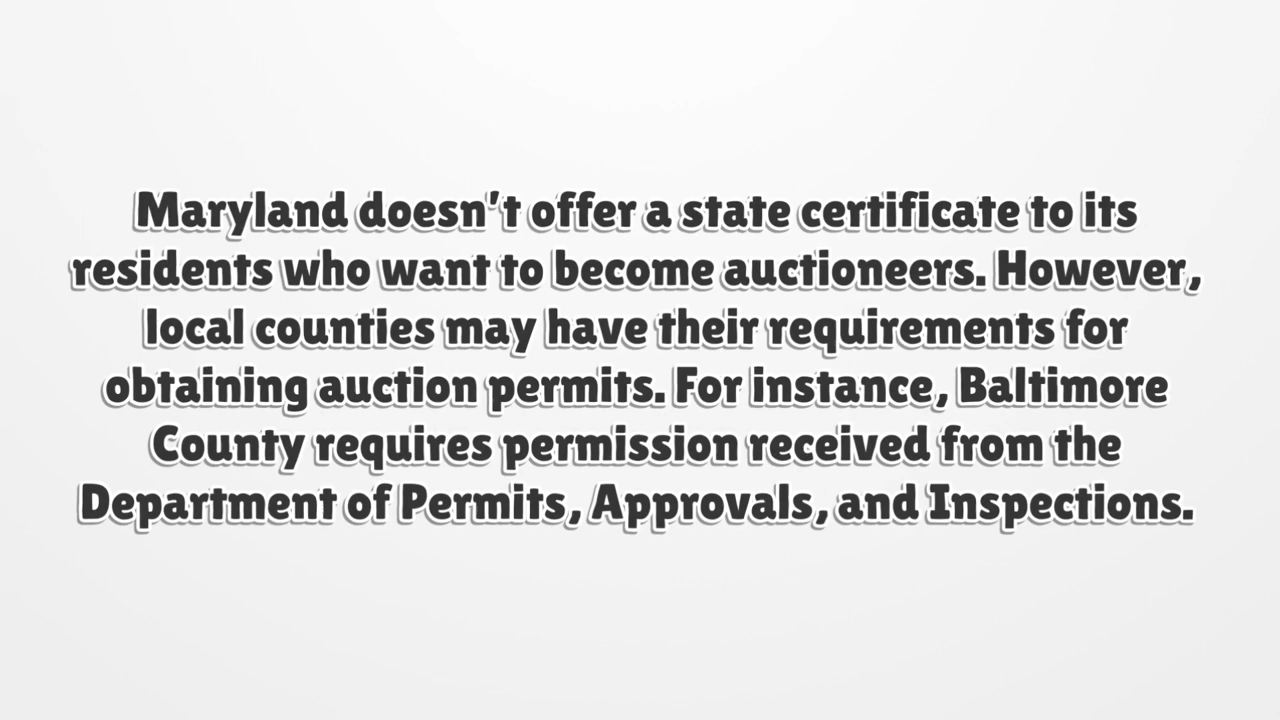 Maryland doesn't offer a state certificate to its
residents who want to become auctioneers. However,
local counties may have their requirements for
obtaining auction permits. For instance, Baltimore
County requires permission received from the
Department of Permits, Approvals, and Inspections.